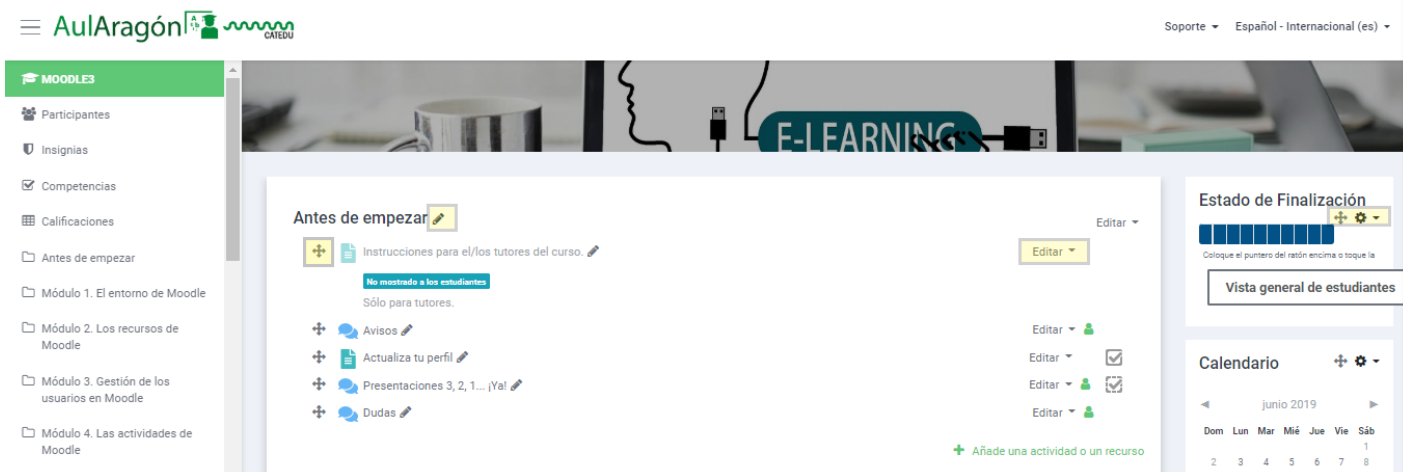 AulAragón
CATEDU
Soporte
Español - Internacional (es)
MOODLE3
Participantes
Insignias
Competencias
Calificaciones
Antes de empezar
Módulo 1. El entorno de Moodle
Módulo 2. Los recursos de
Moodle
Módulo 3. Gestión de los
usuarios en Moodle
Módulo 4. Las actividades de
Moodle
E-LEARNING
Antes de empezar
Editar
Instrucciones para el/los tutores del curso.
Editar
No mostrado a los estudiantes
Sólo para tutores.
Avisos
Editar
Actualiza tu perfil
Editar
Presentaciones 3, 2, 1... ¡Ya!
Editar
Dudas
Editar
Añade una actividad o un recurso
Estado de Finalización
Coloque el puntero del ratón encima o toque la
Vista general de estudiantes
Calendario
junio 2019
Dom Lun Mar Mié Jue Vie Sáb
1
2 3 4 5 6 7 8